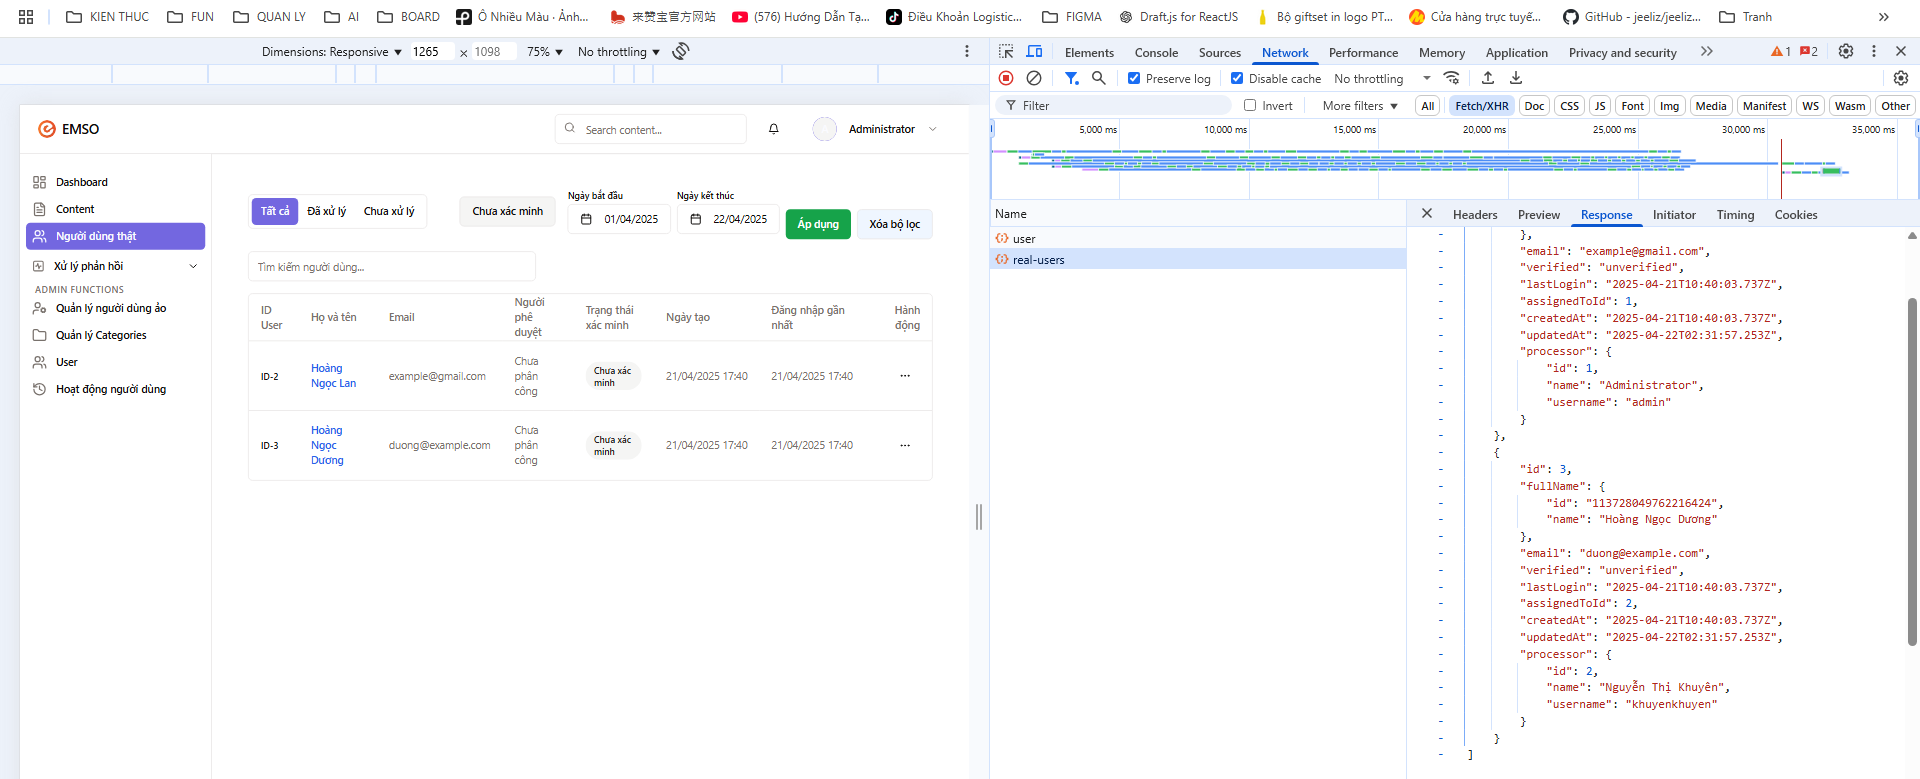 KIEN THUC
FUN
QUAN LY
AI
BOARD
Ô Nhiều Màu · Ảnh...
来赞宝官方网站
(576) Hướng Dẫn Tạ...
Điều Khoản Logistic...
FIGMA
Draft.js for ReactJS
Bộ giftset in logo PT...
Cửa hàng trực tuyế...
GitHub - jeeliz/jeeliz...
Tranh
Dimensions: Responsive
1265
×
1098
75%
No throttling
Elements
Console
Sources
Network
Performance
Memory
Application
Privacy and security
1
2
Preserve log
Disable cache
No throttling
Filter
Invert
More filters
All
Fetch/XHR
Doc
CSS
JS
Font
Img
Media
Manifest
WS
Wasm
Other
5,000 ms
10,000 ms
15,000 ms
20,000 ms
25,000 ms
30,000 ms
35,000 ms
EMSO
Search content...
Administrator
Dashboard
Content
Người dùng thật
Xử lý phản hồi
ADMIN FUNCTIONS
Quản lý người dùng ảo
Quản lý Categories
User
Hoạt động người dùng
Tất cả
Đã xử lý
Chưa xử lý
Chưa xác minh
Ngày bắt đầu
01/04/2025
Ngày kết thúc
22/04/2025
Áp dụng
Xóa bộ lọc
Tìm kiếm người dùng...
ID User
Họ và tên
Email
Người phê duyệt
Trạng thái xác minh
Ngày tạo
Đăng nhập gần nhất
Hành động
ID-2
Hoàng Ngọc Lan
example@gmail.com
Chưa phân công
Chưa xác minh
21/04/2025 17:40
21/04/2025 17:40
...
ID-3
Hoàng Ngọc Dương
duong@example.com
Chưa phân công
Chưa xác minh
21/04/2025 17:40
21/04/2025 17:40
...
Name
user
real-users
Headers
Preview
Response
Initiator
Timing
Cookies
},
"email": "example@gmail.com",
"verified": "unverified",
"lastLogin": "2025-04-21T10:40:03.737Z",
"assignedToId": 1,
"createdAt": "2025-04-21T10:40:03.737Z",
"updatedAt": "2025-04-22T02:31:57.253Z",
"processor": {
"id": 1,
"name": "Administrator",
"username": "admin"
}
},
{
"id": 3,
"fullName": {
"id": "113728049762216424",
"name": "Hoàng Ngọc Dương"
},
"email": "duong@example.com",
"verified": "unverified",
"lastLogin": "2025-04-21T10:40:03.737Z",
"assignedToId": 2,
"createdAt": "2025-04-21T10:40:03.737Z",
"updatedAt": "2025-04-22T02:31:57.253Z",
"processor": {
"id": 2,
"name": "Nguyễn Thị Khuyên",
"username": "khuyenkhuyen"
}
}
]